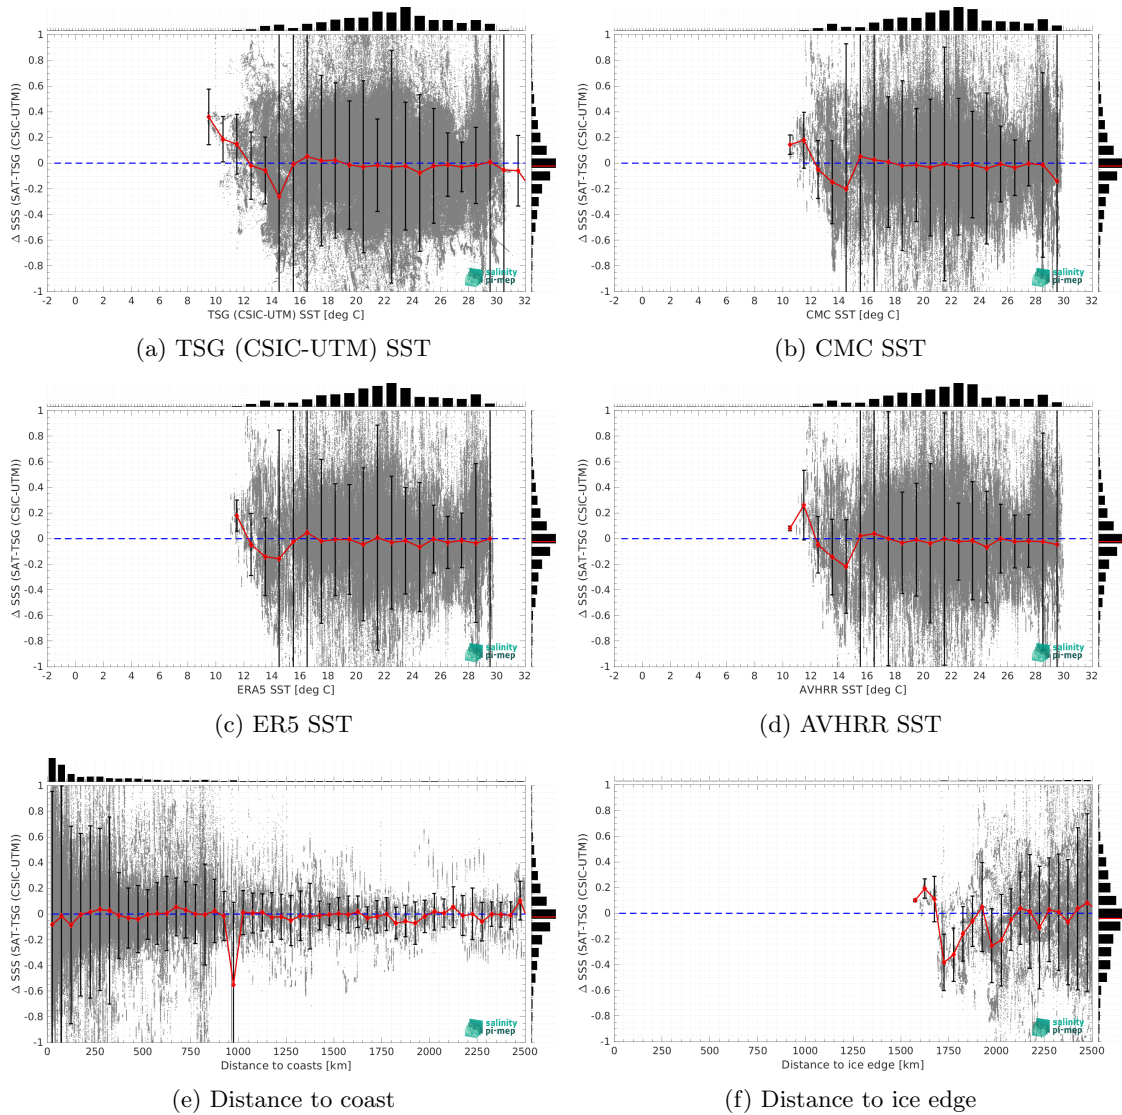 1
0.8
0.6
0.4
0.2
0
-0.2
-0.4
-0.6
-0.8
-1
Δ SSS (SAT-TSG (CSIC-UTM))
salinity
pi-mep
-2 0 2 4 6 8 10 12 14 16 18 20 22 24 26 28 30 32
TSG (CSIC-UTM) SST [deg C]
(a) TSG (CSIC-UTM) SST
1
0.8
0.6
0.4
0.2
0
-0.2
-0.4
-0.6
-0.8
-1
Δ SSS (SAT-TSG (CSIC-UTM))
salinity
pi-mep
-2 0 2 4 6 8 10 12 14 16 18 20 22 24 26 28 30 32
CMC SST [deg C]
(b) CMC SST
1
0.8
0.6
0.4
0.2
0
-0.2
-0.4
-0.6
-0.8
-1
Δ SSS (SAT-TSG (CSIC-UTM))
salinity
pi-mep
-2 0 2 4 6 8 10 12 14 16 18 20 22 24 26 28 30 32
ERA5 SST [deg C]
(c) ER5 SST
1
0.8
0.6
0.4
0.2
0
-0.2
-0.4
-0.6
-0.8
-1
Δ SSS (SAT-TSG (CSIC-UTM))
salinity
pi-mep
-2 0 2 4 6 8 10 12 14 16 18 20 22 24 26 28 30 32
AVHRR SST [deg C]
(d) AVHRR SST
1
0.8
0.6
0.4
0.2
0
-0.2
-0.4
-0.6
-0.8
-1
Δ SSS (SAT-TSG (CSIC-UTM))
salinity
pi-mep
0 250 500 750 1000 1250 1500 1750 2000 2250 2500
Distance to coasts [km]
(e) Distance to coast
1
0.8
0.6
0.4
0.2
0
-0.2
-0.4
-0.6
-0.8
-1
Δ SSS (SAT-TSG (CSIC-UTM))
salinity
pi-mep
0 250 500 750 1000 1250 1500 1750 2000 2250 2500
Distance to ice edge [km]
(f) Distance to ice edge